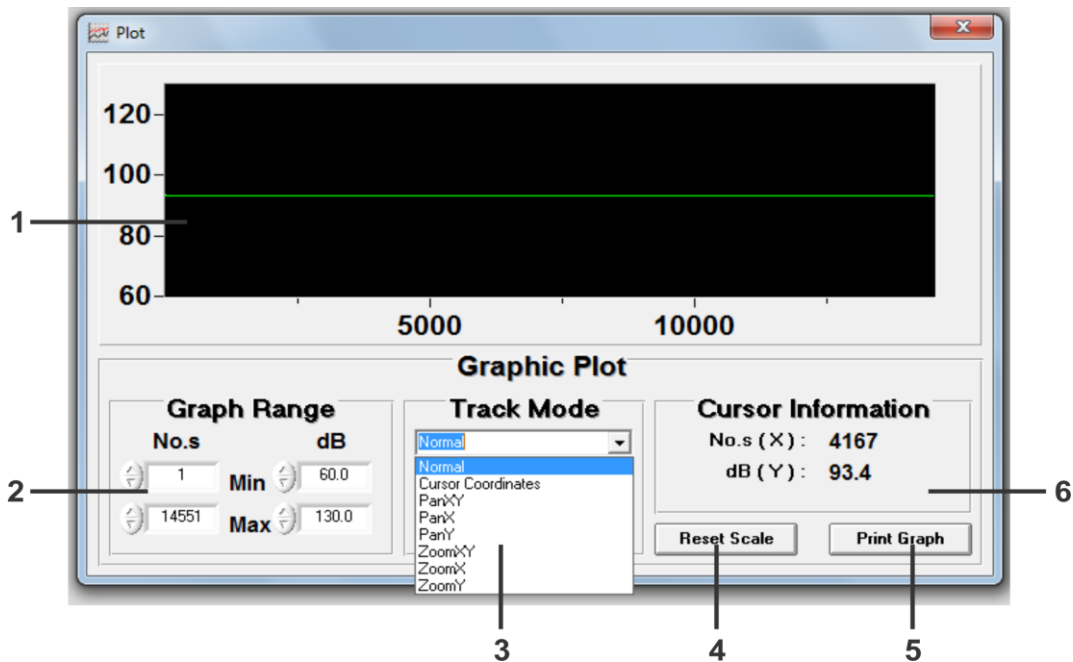 Plot
120
100
1
80
60
5000 10000
Graphic Plot
Graph Range
No.s dB
1 Min 60.0
2
14551 Max 130.0
Track Mode
Normal
Normal
Cursor Coordinates
PanXY
PanX
PanY
ZoomXY
ZoomX
ZoomY
Cursor Information
No.s ( X ) : 4167
dB ( Y ) : 93.4
6
Reset Scale Print Graph
3 4 5